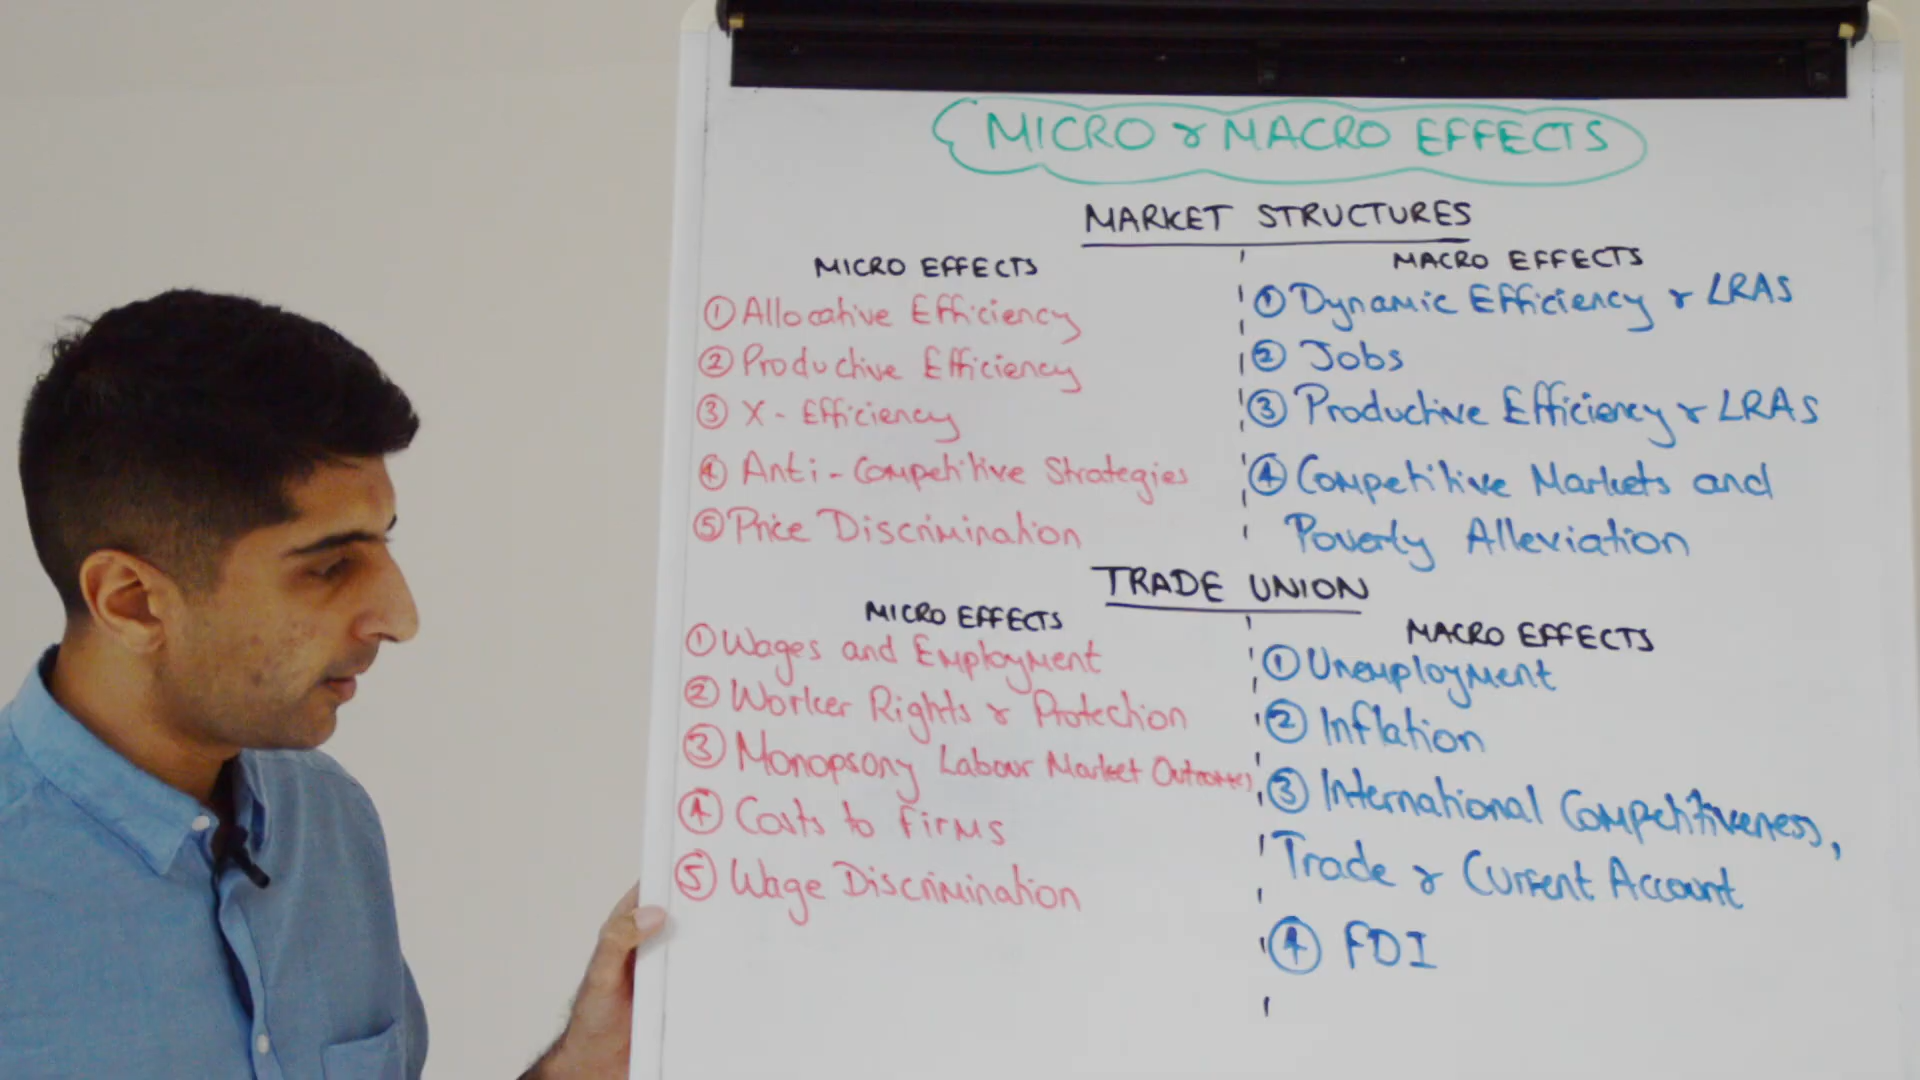 MICRO & MACRO EFFECTS
MARKET STRUCTURES
MICRO EFFECTS
① Allocative Efficiency
② Productive Efficiency
③ X-Efficiency
④ Anti-Competitive Strategies
⑤ Price Discrimination
MACRO EFFECTS
① Dynamic Efficiency & LRAS
② Jobs
③ Productive Efficiency & LRAS
④ Competitive Markets and
Poverty Alleviation
TRADE UNION
MICRO EFFECTS
① Wages and Employment
② Worker Rights & Protection
③ Monopsony Labour Market Outcomes
④ Costs to Firms
⑤ Wage Discrimination
MACRO EFFECTS
① Unemployment
② Inflation
③ International Competitiveness,
Trade & Current Account
④ FDI